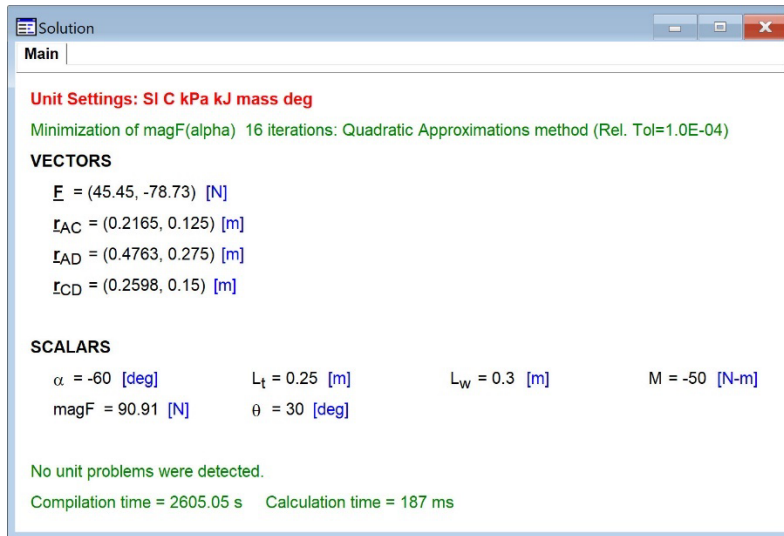 Solution
Main
Unit Settings: SI C kPa kJ mass deg
Minimization of magF(alpha) 16 iterations: Quadratic Approximations method (Rel. Tol=1.0E-04)
VECTORS
F = (45.45, -78.73) [N]
rAC = (0.2165, 0.125) [m]
rAD = (0.4763, 0.275) [m]
rCD = (0.2598, 0.15) [m]
SCALARS
α = -60 [deg] Lt = 0.25 [m] Lw = 0.3 [m] M = -50 [N-m]
magF = 90.91 [N] θ = 30 [deg]
No unit problems were detected.
Compilation time = 2605.05 s Calculation time = 187 ms